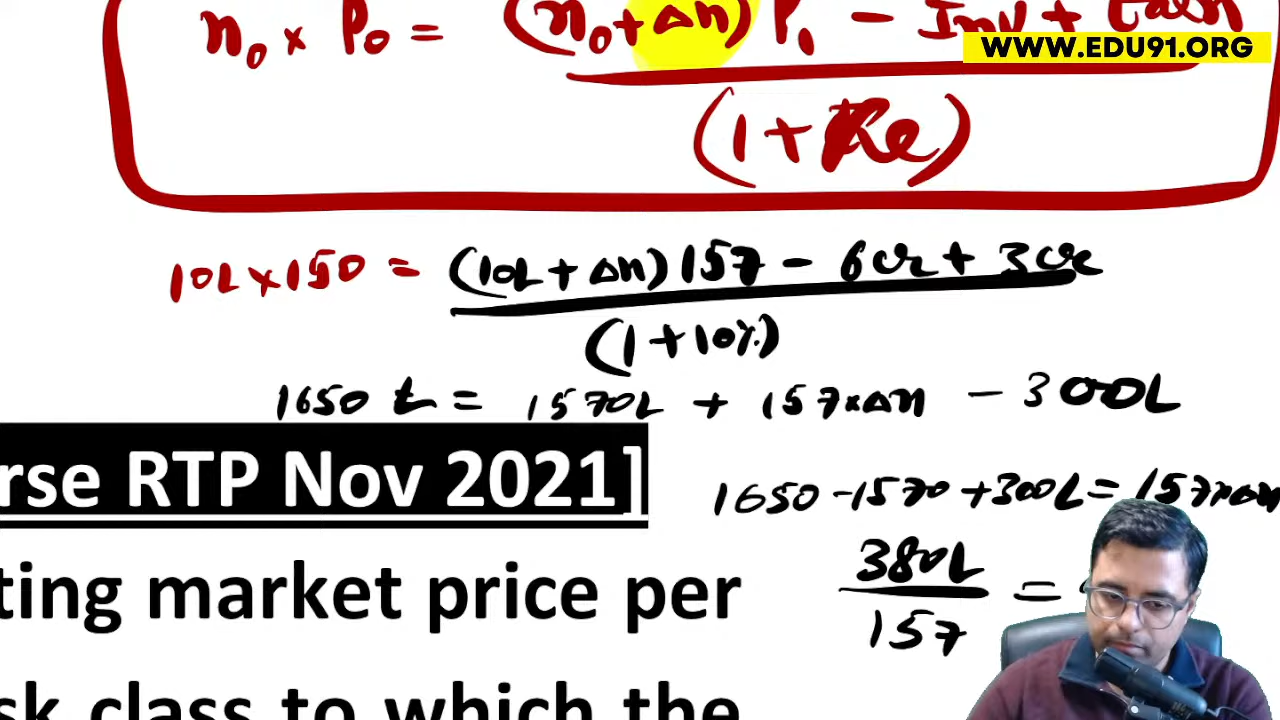 n₀ × P₀ = (n₀ + Δn) P₁ − Inv + Earn
WWW.EDU91.ORG
(1 + Ke)
10L × 150 = (10L + Δn) 157 − 6cr + 3cr
(1 + 10%)
1650 L = 1570L + 157 × Δn − 300L
rse RTP Nov 2021]
1650 − 1570 + 300L = 157 × Δn
ting market price per
380L
157
=
sk class to which the